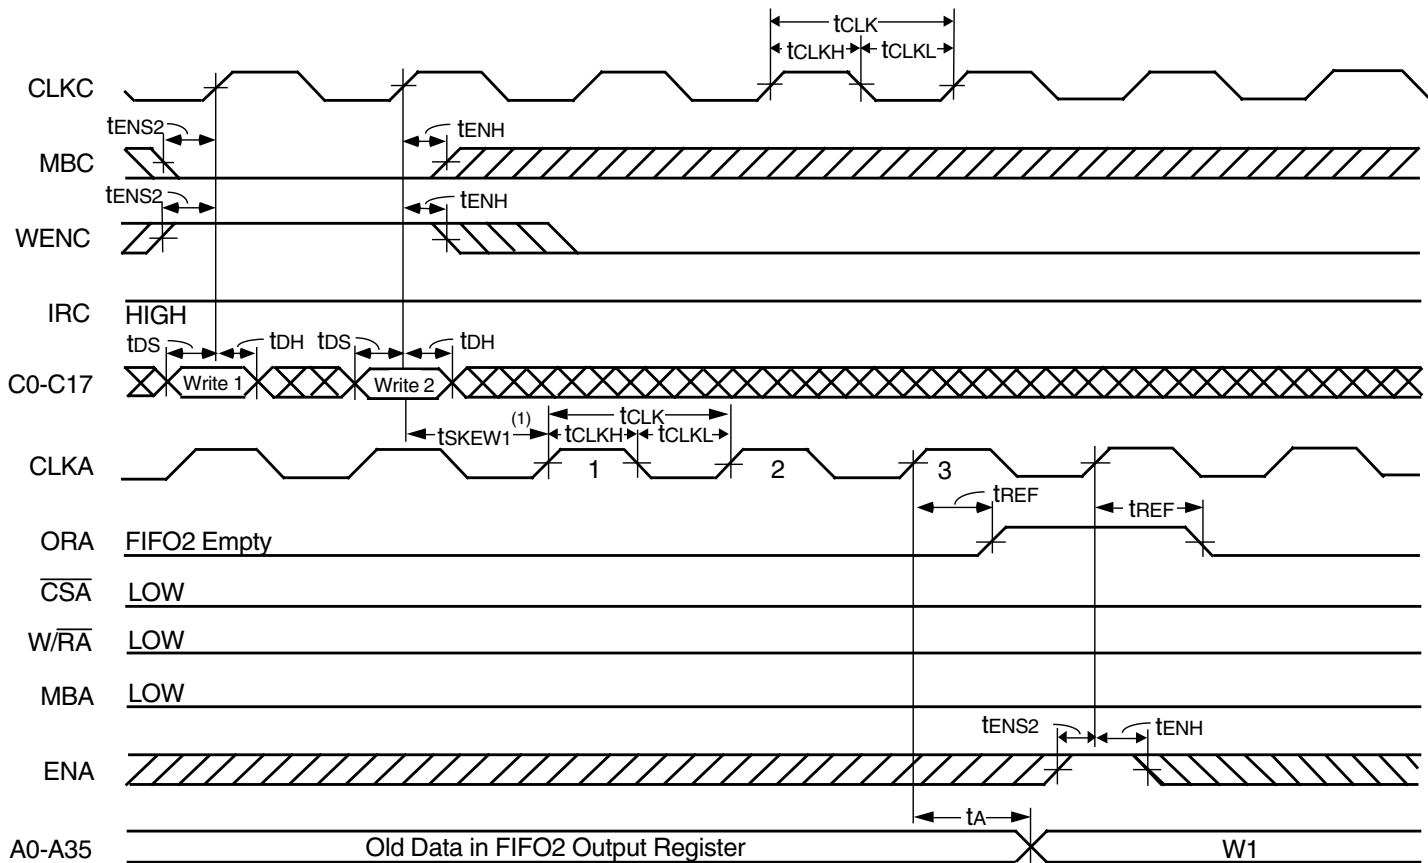 tCLK
tCLKH tCLKL
CLKC
tENS2 tENH
MBC
tENS2 tENH
WENC
IRC HIGH
tDS tDH tDS tDH
C0-C17 Write 1 Write 2
tSKEW1(1) tCLK
tCLKH tCLKL
CLKA 1 2 3
tREF tREF
ORA FIFO2 Empty
CSA LOW
W/RA LOW
MBA LOW
tENS2 tENH
ENA
tA
A0-A35 Old Data in FIFO2 Output Register W1